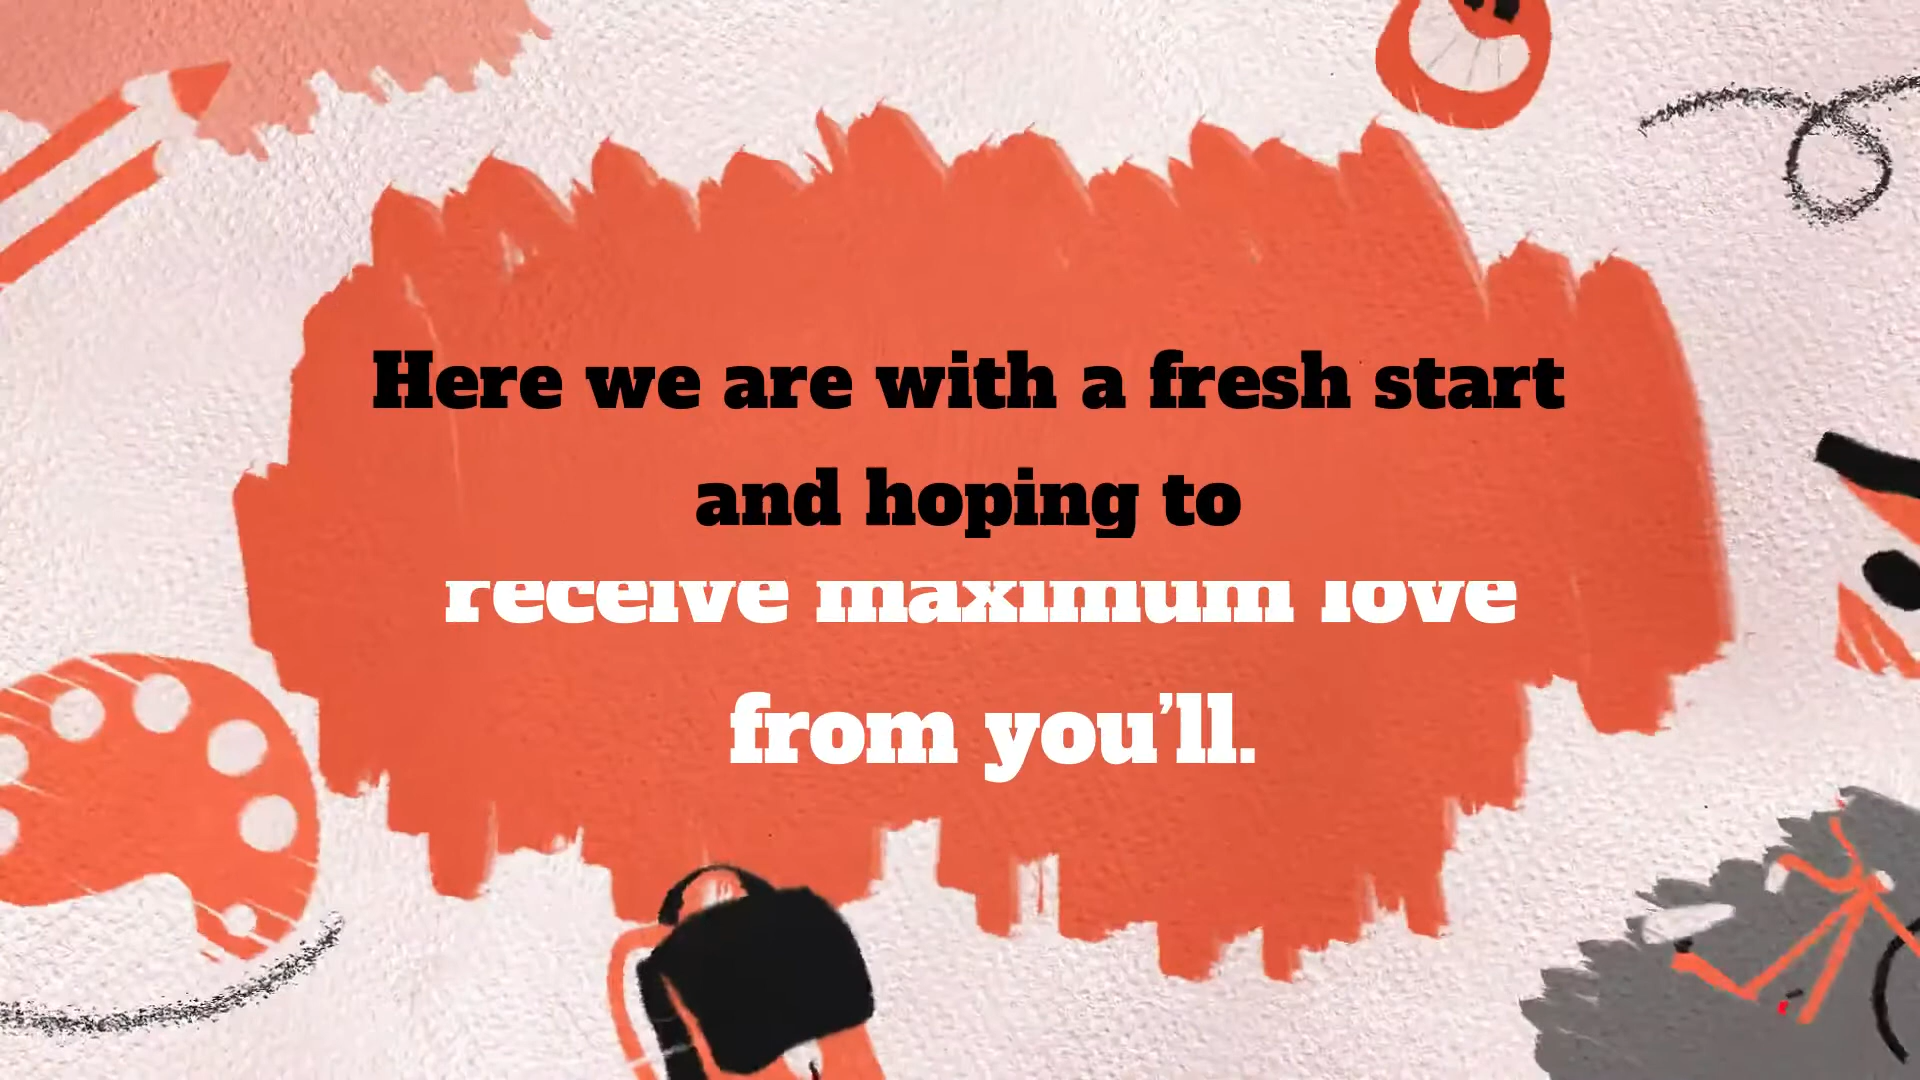 Here we are with a fresh start
and hoping to
receive maximum love
from you'll.